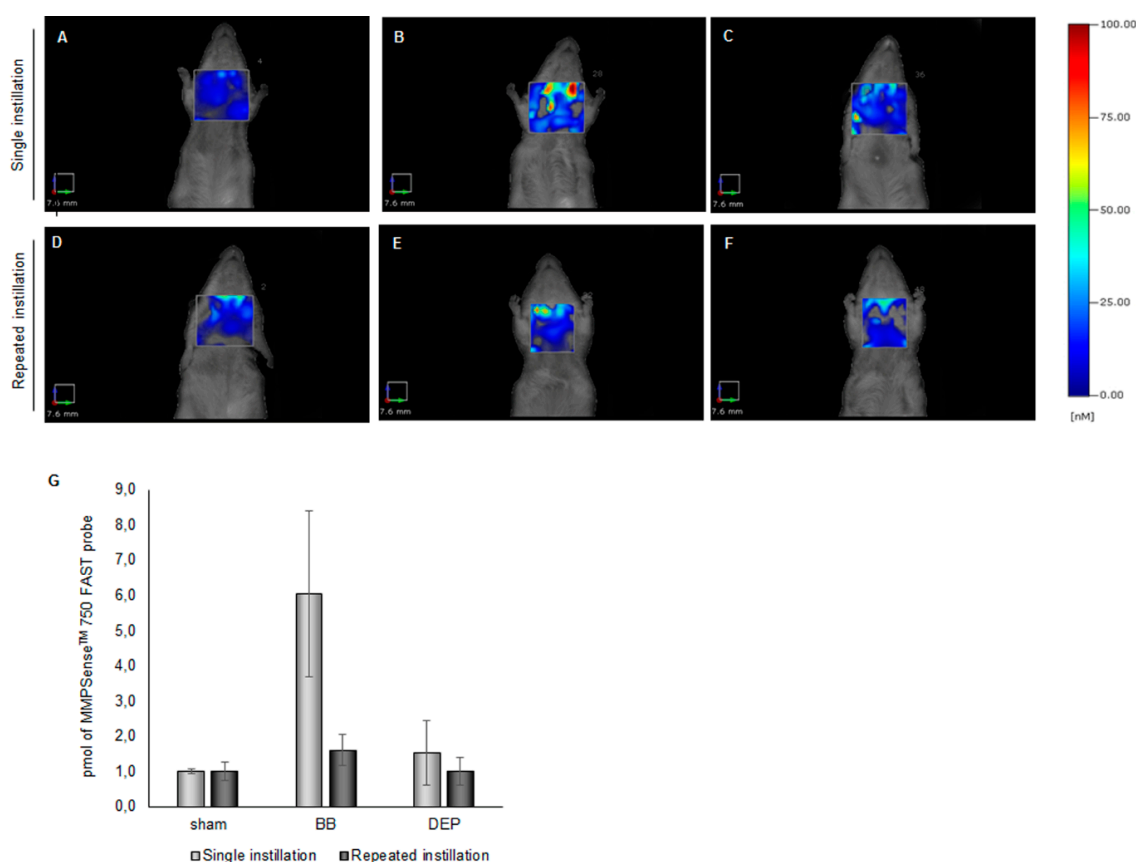 Single instillation
A
4
7.6 mm
B
28
7.6 mm
C
36
7.6 mm
Repeated instillation
D
2
7.6 mm
E
7.6 mm
F
7.6 mm
100.00
75.00
50.00
25.00
0.00
[nM]
G
pmol of MMPSense™ 750 FAST probe
9,0
8,0
7,0
6,0
5,0
4,0
3,0
2,0
1,0
0,0
sham BB DEP
Single instillation Repeated instillation